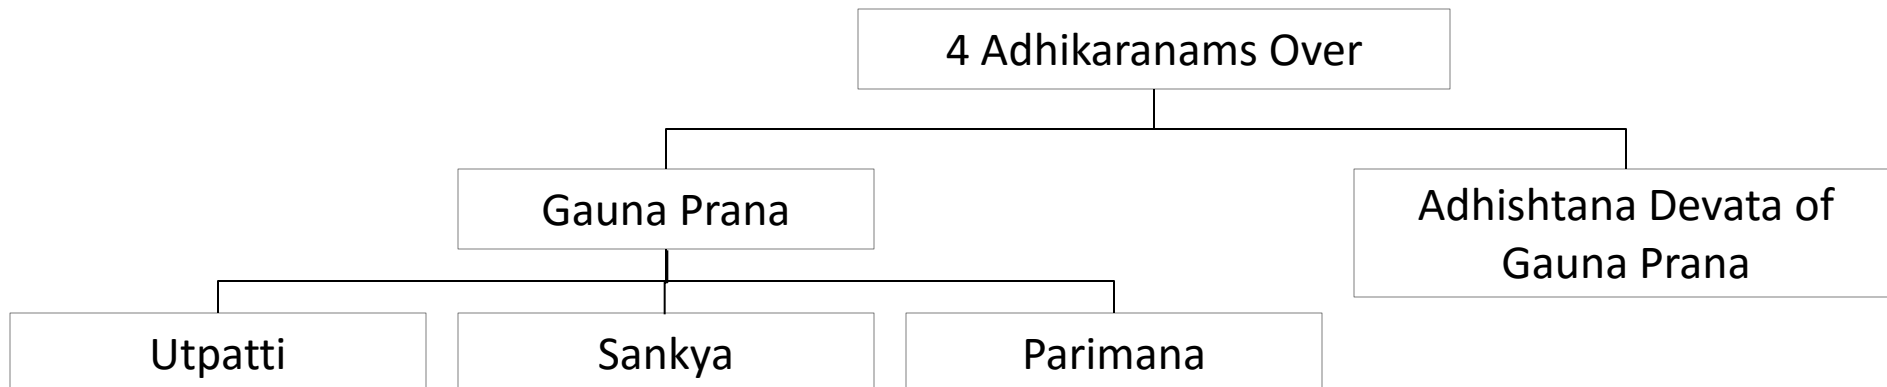 4 Adhikaranams Over
Gauna Prana
Adhishtana Devata of
Gauna Prana
Utpatti
Sankya
Parimana